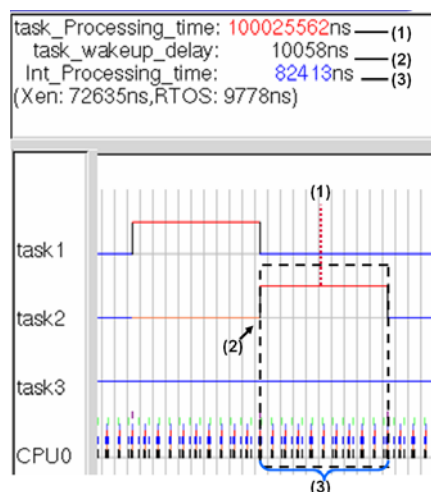 task_Processing_time: 100025562ns (1)
task_wakeup_delay: 10058ns (2)
Int_Processing_time: 82413ns (3)
(Xen: 72635ns,RTOS: 9778ns)
(1)
task1
task2
(2)
task3
CPU0
(3)